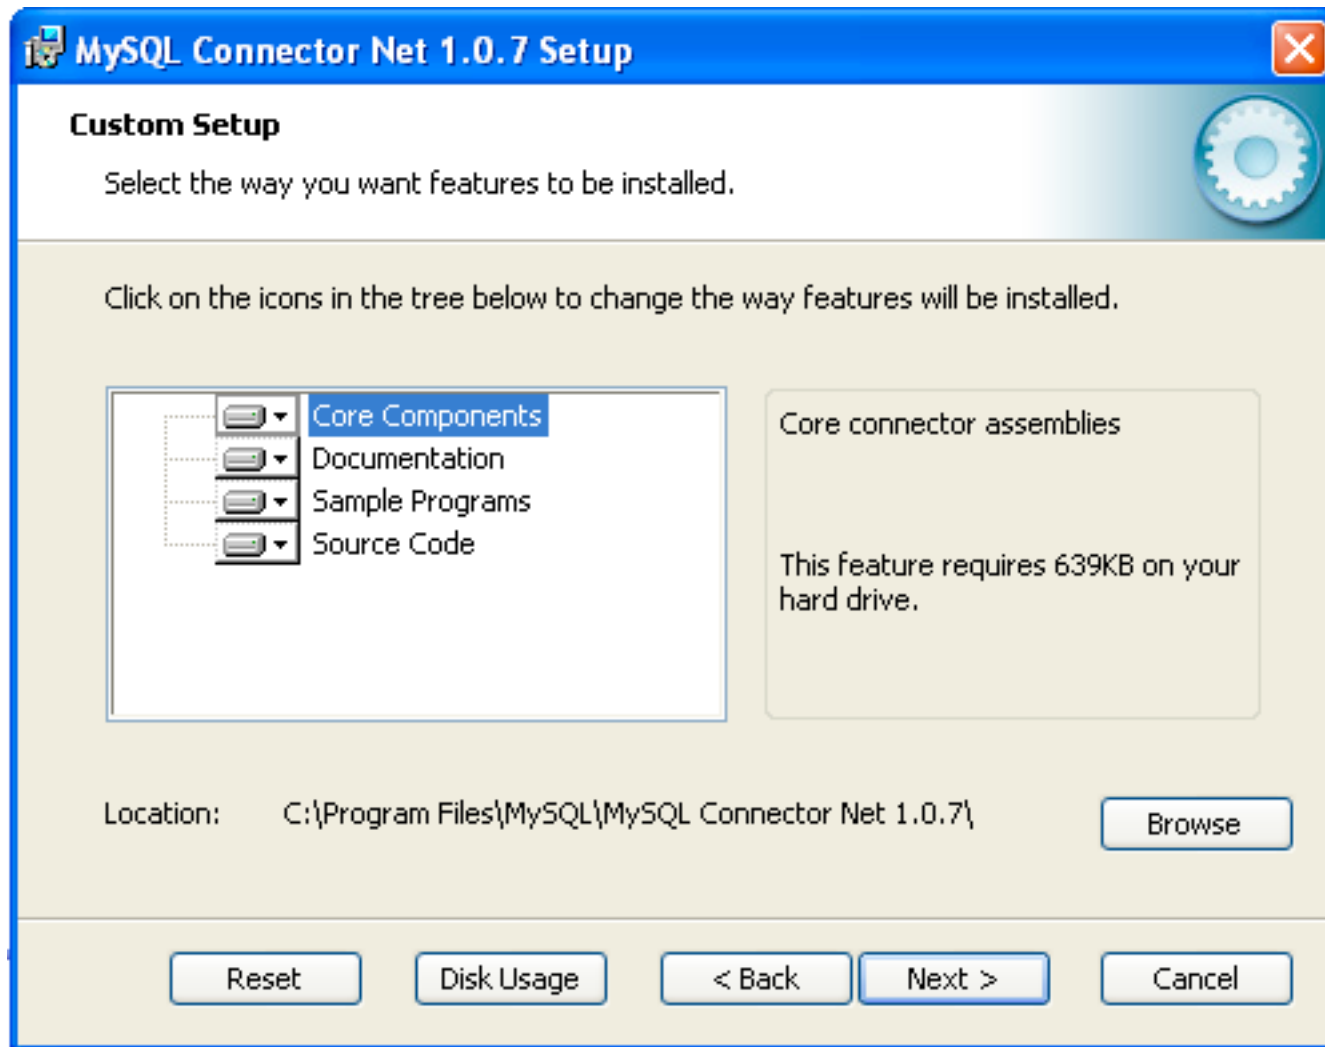 MySQL Connector Net 1.0.7 Setup
Custom Setup
Select the way you want features to be installed.
Click on the icons in the tree below to change the way features will be installed.
Core Components
Documentation
Sample Programs
Source Code
Core connector assemblies
This feature requires 639KB on your
hard drive.
Location: C:\Program Files\MySQL\MySQL Connector Net 1.0.7\
Browse
Reset Disk Usage < Back Next > Cancel